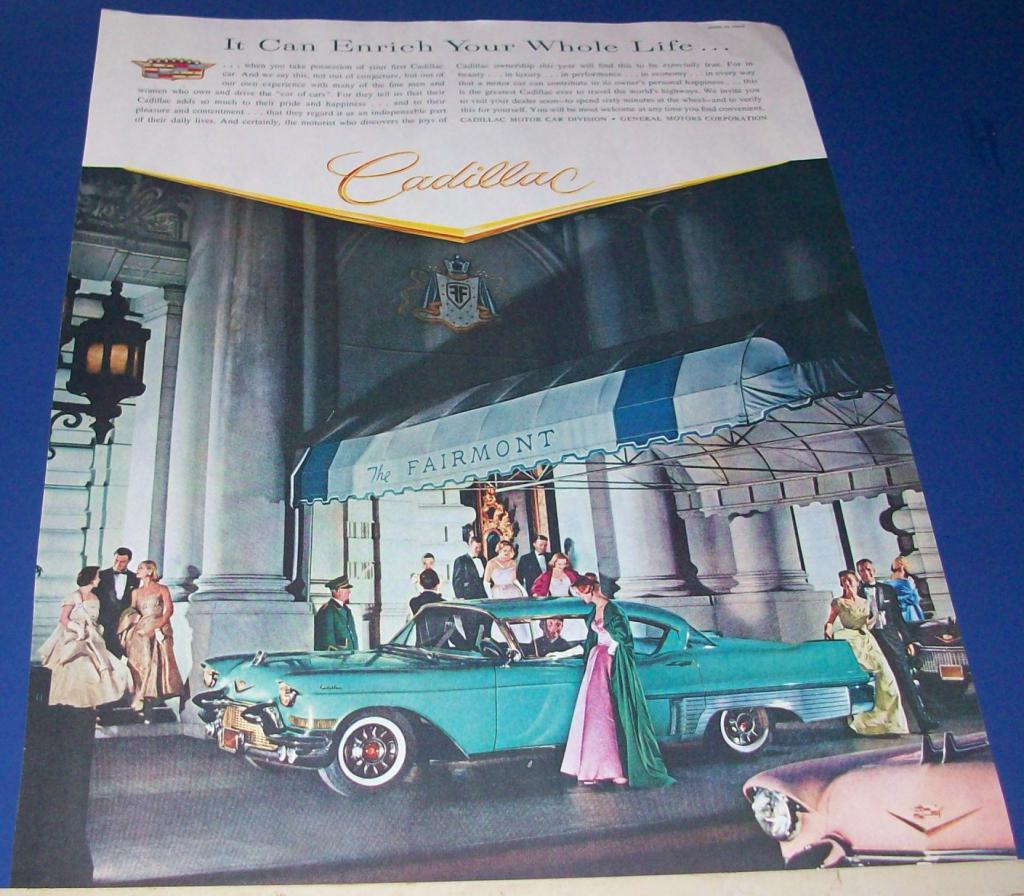 It Can Enrich Your Whole Life...
. . . when you take possession of your first Cadillac
car. And we say this, not out of conjecture, but out of
our own experience with many of the fine men and
women who own and drive the "car of cars". For they tell us that their
Cadillac adds so much to their pride and happiness . . . and to their
pleasure and contentment . . . that they regard it as an indispensable part
of their daily lives. And certainly, the motorist who discovers the joys of
Cadillac ownership this year will find this to be especially true. For in
beauty . . . in luxury . . . in performance . . . in economy . . . in every way
that a motor car can contribute to its owner's personal happiness . . . this
is the greatest Cadillac ever to travel the world's highways. We invite you
to visit your dealer soon—to spend sixty minutes at the wheel—and to verify
this for yourself. You will be most welcome at any time you find convenient.
CADILLAC MOTOR CAR DIVISION • GENERAL MOTORS CORPORATION
Cadillac
FF
The FAIRMONT
Cadillac